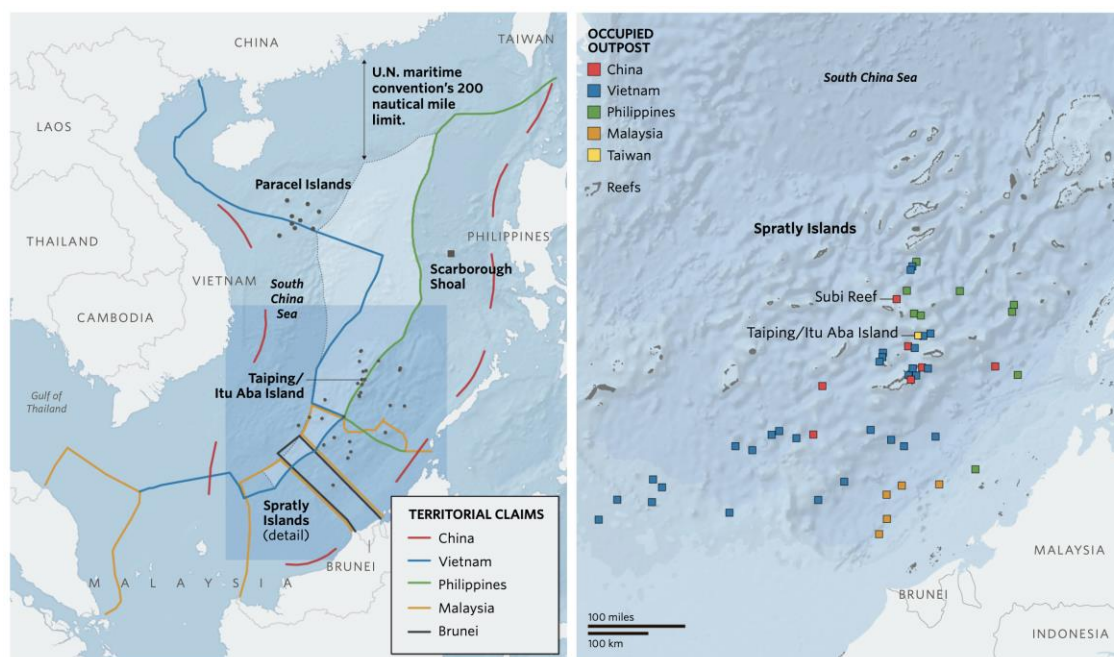 CHINA
TAIWAN
U.N. maritime
convention's 200
nautical mile
limit.
LAOS
Paracel Islands
THAILAND
PHILIPPINES
VIETNAM
Scarborough
Shoal
South
China
Sea
CAMBODIA
Taiping/
Itu Aba Island
Gulf of
Thailand
Spratly
Islands
(detail)
BRUNEI
MALAYSIA
TERRITORIAL CLAIMS
China
Vietnam
Philippines
Malaysia
Brunei
OCCUPIED
OUTPOST
China
Vietnam
Philippines
Malaysia
Taiwan
Reefs
South China Sea
Spratly Islands
Subi Reef
Taiping/Itu Aba Island
MALAYSIA
BRUNEI
INDONESIA
100 miles
100 km